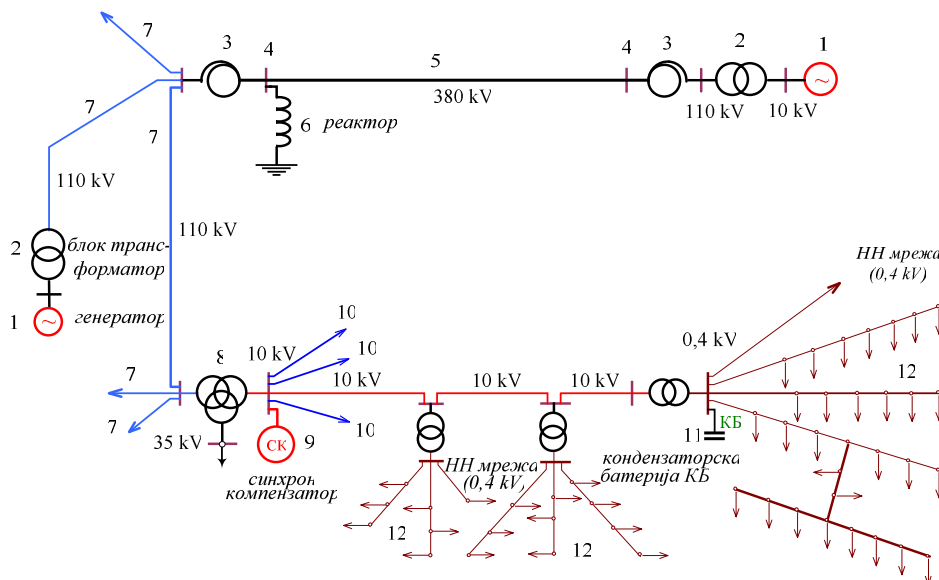 7
3
4
5
4
3
2
1
~
7
380 kV
110 kV
10 kV
6
реактор
7
110 kV
110 kV
2
блок транс-
форматор
1
~
генератор
НН мрежа
(0,4 kV)
10
8
10 kV
10
0,4 kV
7
10 kV
10 kV
10 kV
12
7
10
11
КБ
35 kV
СК
9
синхрон
компензатор
НН мрежа
(0,4 kV)
кондензаторска
батерија КБ
12
12